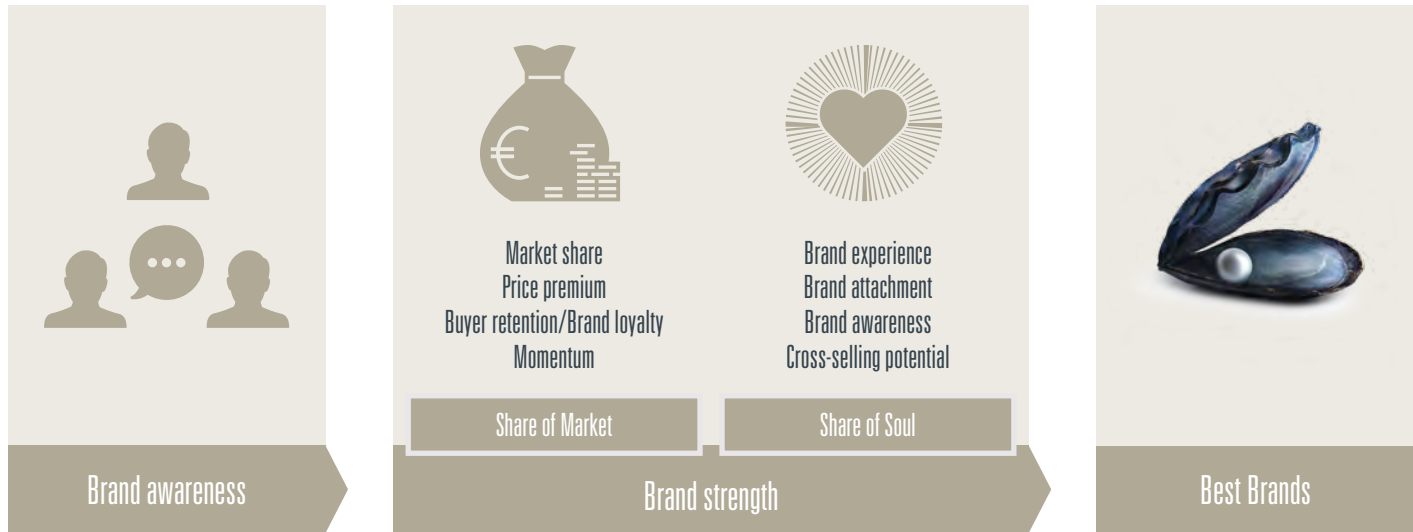 Market share
Price premium
Buyer retention/Brand loyalty
Momentum
Share of Market
Brand experience
Brand attachment
Brand awareness
Cross-selling potential
Share of Soul
Brand awareness
Brand strength
Best Brands